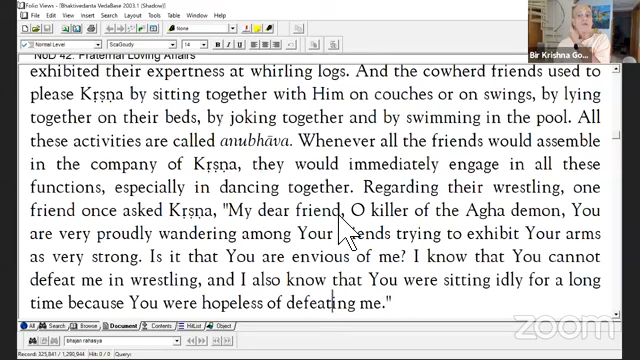 Folio Views - [Bhaktivedanta VedaBase 2003.1 (Shadow)]
File Edit View Search Layout Insert Tools Window Help
None
Normal Level ScaGoudy 14
NoD 42: Fraternal Loving Affairs
Bir Krishna Go...
exhibited their expertness at whirling logs. And the cowherd friends used to
please Kṛṣṇa by sitting together with Him on couches or on swings, by lying
together on their beds, by joking together and by swimming in the pool. All
these activities are called anubhāva. Whenever all the friends would assemble
in the company of Kṛṣṇa, they would immediately engage in all these
functions, especially in dancing together. Regarding their wrestling, one
friend once asked Kṛṣṇa, "My dear friend, O killer of the Agha demon, You
are very proudly wandering among Your friends trying to exhibit Your arms
as very strong. Is it that You are envious of me? I know that You cannot
defeat me in wrestling, and I also know that You were sitting idly for a long
time because You were hopeless of defeating me."
zoom
All Search Browse Document Contents HitList Object
bhajan rahasya
Record: 325,841 / 1,298,944 Hit: 0 / 0 Query: